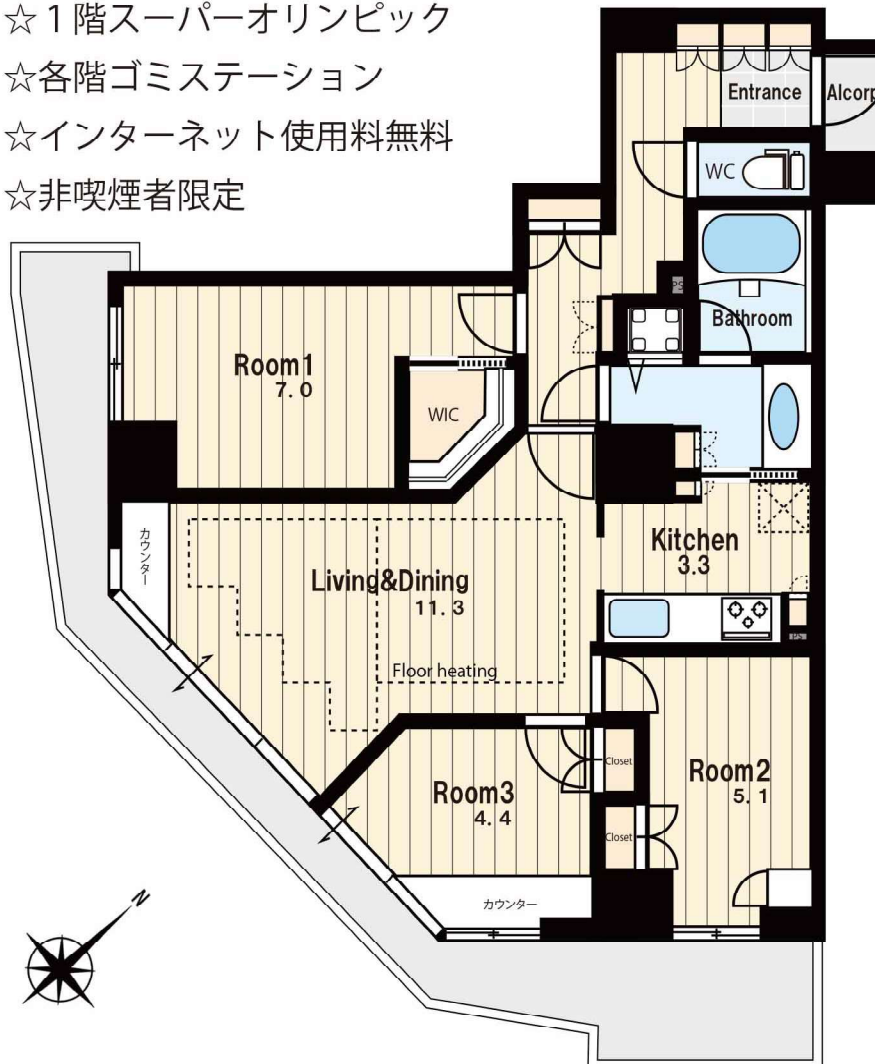 ☆１階スーパーオリンピック
☆各階ゴミステーション
☆インターネット使用料無料
☆非喫煙者限定
Entrance
Alcorp
WC
PS
Bathroom
Room1
7.0
WIC
カウンター
Kitchen
3.3
Living&Dining
11.3
Floor heating
PS
Closet
Room2
5.1
Room3
4.4
Closet
カウンター
N